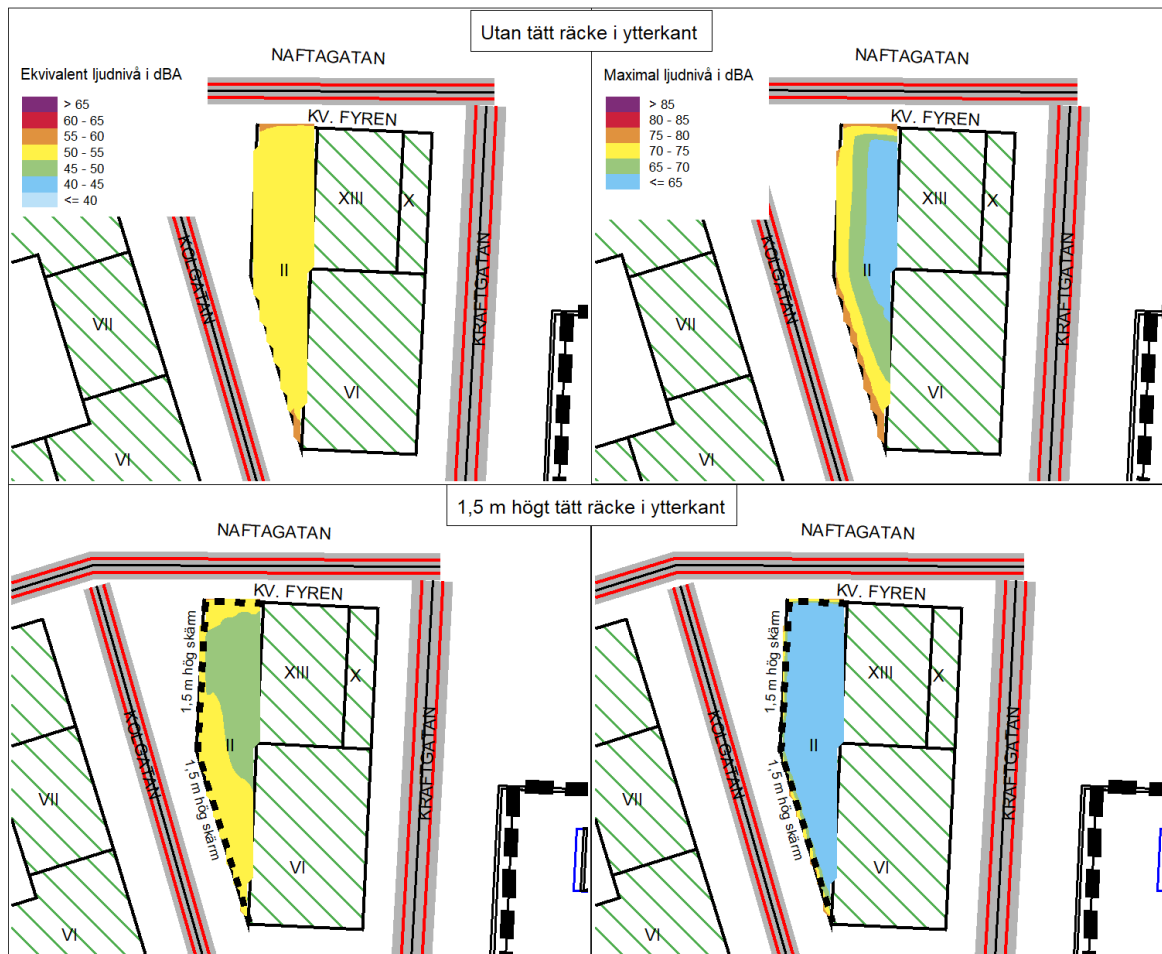 Utan tätt räcke i ytterkant
NAFTAGATAN
Ekvivalent ljudnivå i dBA
> 65
60 - 65
55 - 60
50 - 55
45 - 50
40 - 45
<= 40
KV. FYREN
XIII
X
II
VI
VII
VI
KOLGATAN
KRAFTGATAN
NAFTAGATAN
Maximal ljudnivå i dBA
> 85
80 - 85
75 - 80
70 - 75
65 - 70
<= 65
KV. FYREN
XIII
X
II
VI
VII
VI
KOLGATAN
KRAFTGATAN
1,5 m högt tätt räcke i ytterkant
NAFTAGATAN
KV. FYREN
1,5 m hög skärm
XIII
X
II
1,5 m hög skärm
VI
VII
VI
KOLGATAN
KRAFTGATAN
NAFTAGATAN
KV. FYREN
1,5 m hög skärm
XIII
X
II
1,5 m hög skärm
VI
VII
VI
KOLGATAN
KRAFTGATAN